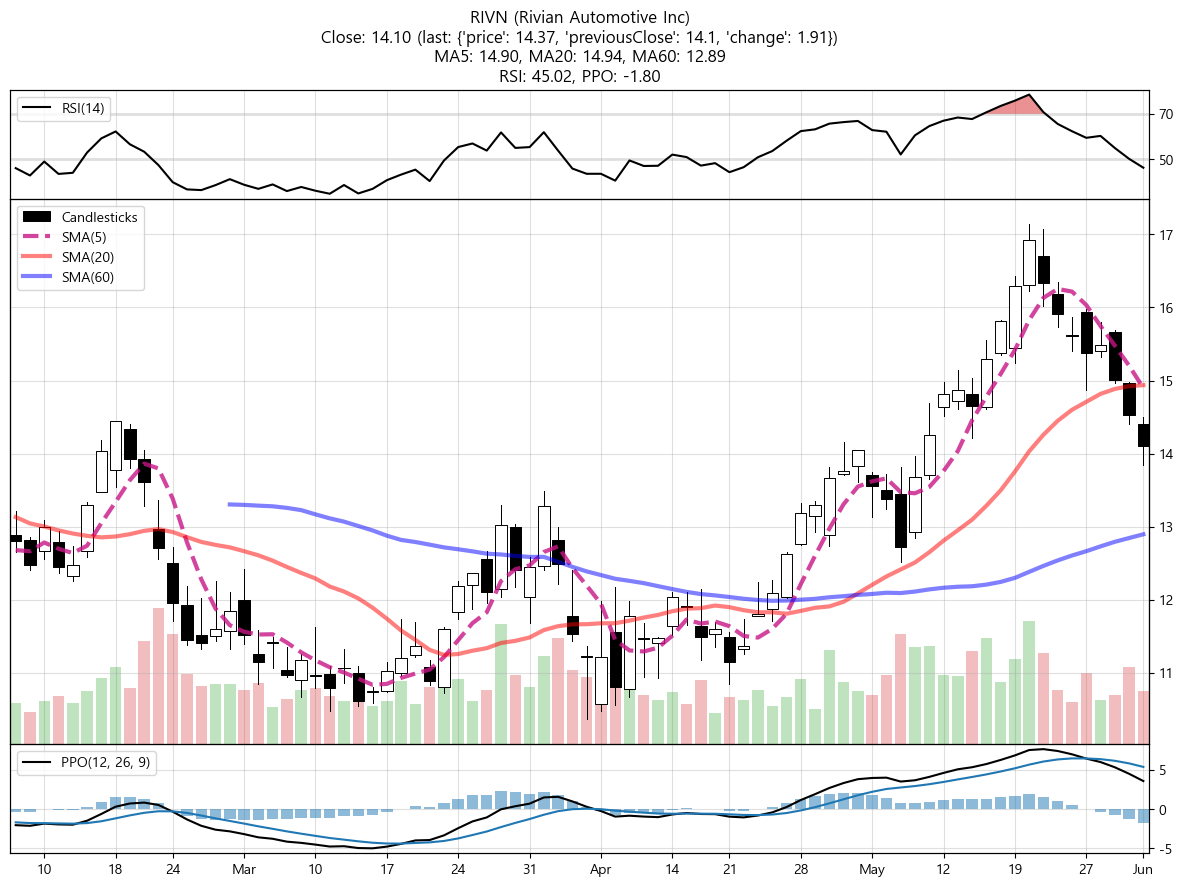 RIVN (Rivian Automotive Inc)
Close: 14.10 (last: {'price': 14.37, 'previousClose': 14.1, 'change': 1.91})
MA5: 14.90, MA20: 14.94, MA60: 12.89
RSI: 45.02, PPO: -1.80
RSI(14)
70
50
Candlesticks
SMA(5)
SMA(20)
SMA(60)
17
16
15
14
13
12
11
PPO(12, 26, 9)
5
0
-5
10 18 24 Mar 10 17 24 31 Apr 14 21 28 May 12 19 27 Jun